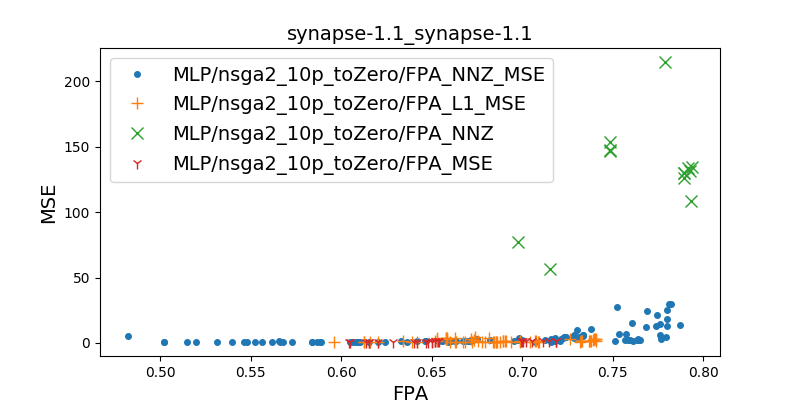 synapse-1.1_synapse-1.1
MLP/nsga2_10p_toZero/FPA_NNZ_MSE
MLP/nsga2_10p_toZero/FPA_L1_MSE
MLP/nsga2_10p_toZero/FPA_NNZ
MLP/nsga2_10p_toZero/FPA_MSE
MSE
200
150
100
50
0
0.50 0.55 0.60 0.65 0.70 0.75 0.80
FPA